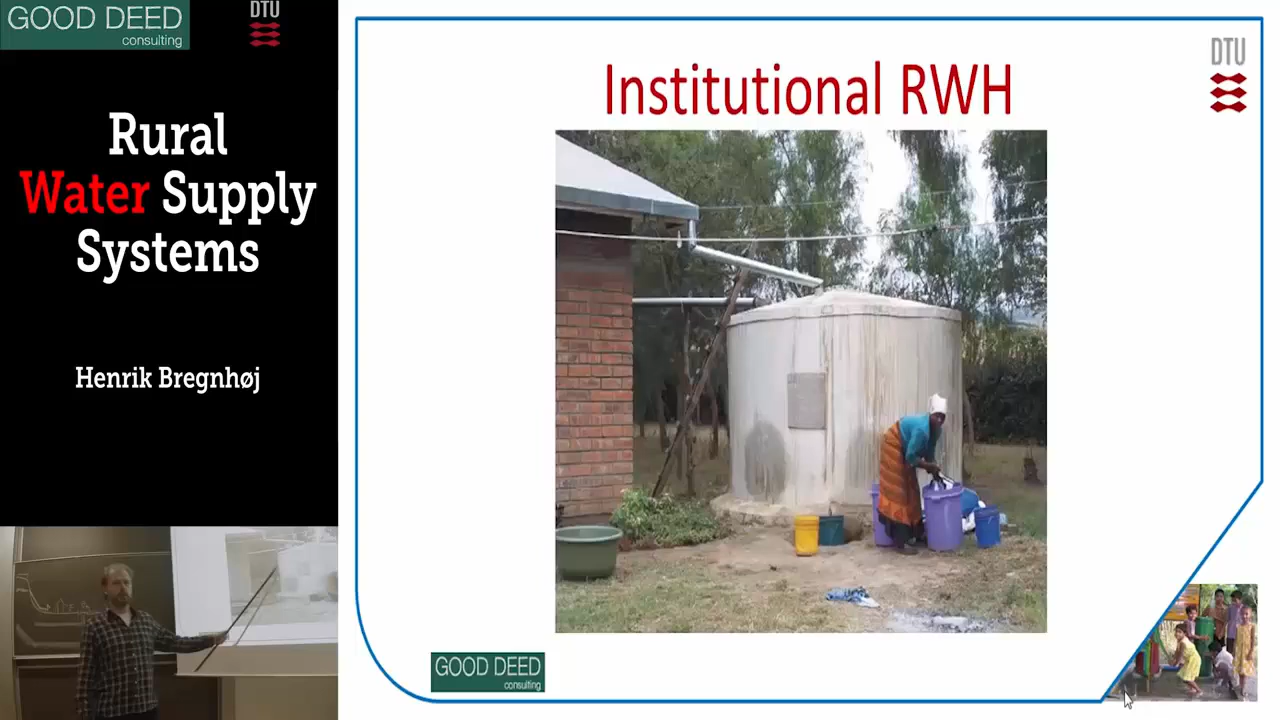 GOOD DEED
consulting
DTU
Rural
Water Supply
Systems
Henrik Bregnhøj
Institutional RWH
DTU
GOOD DEED
consulting